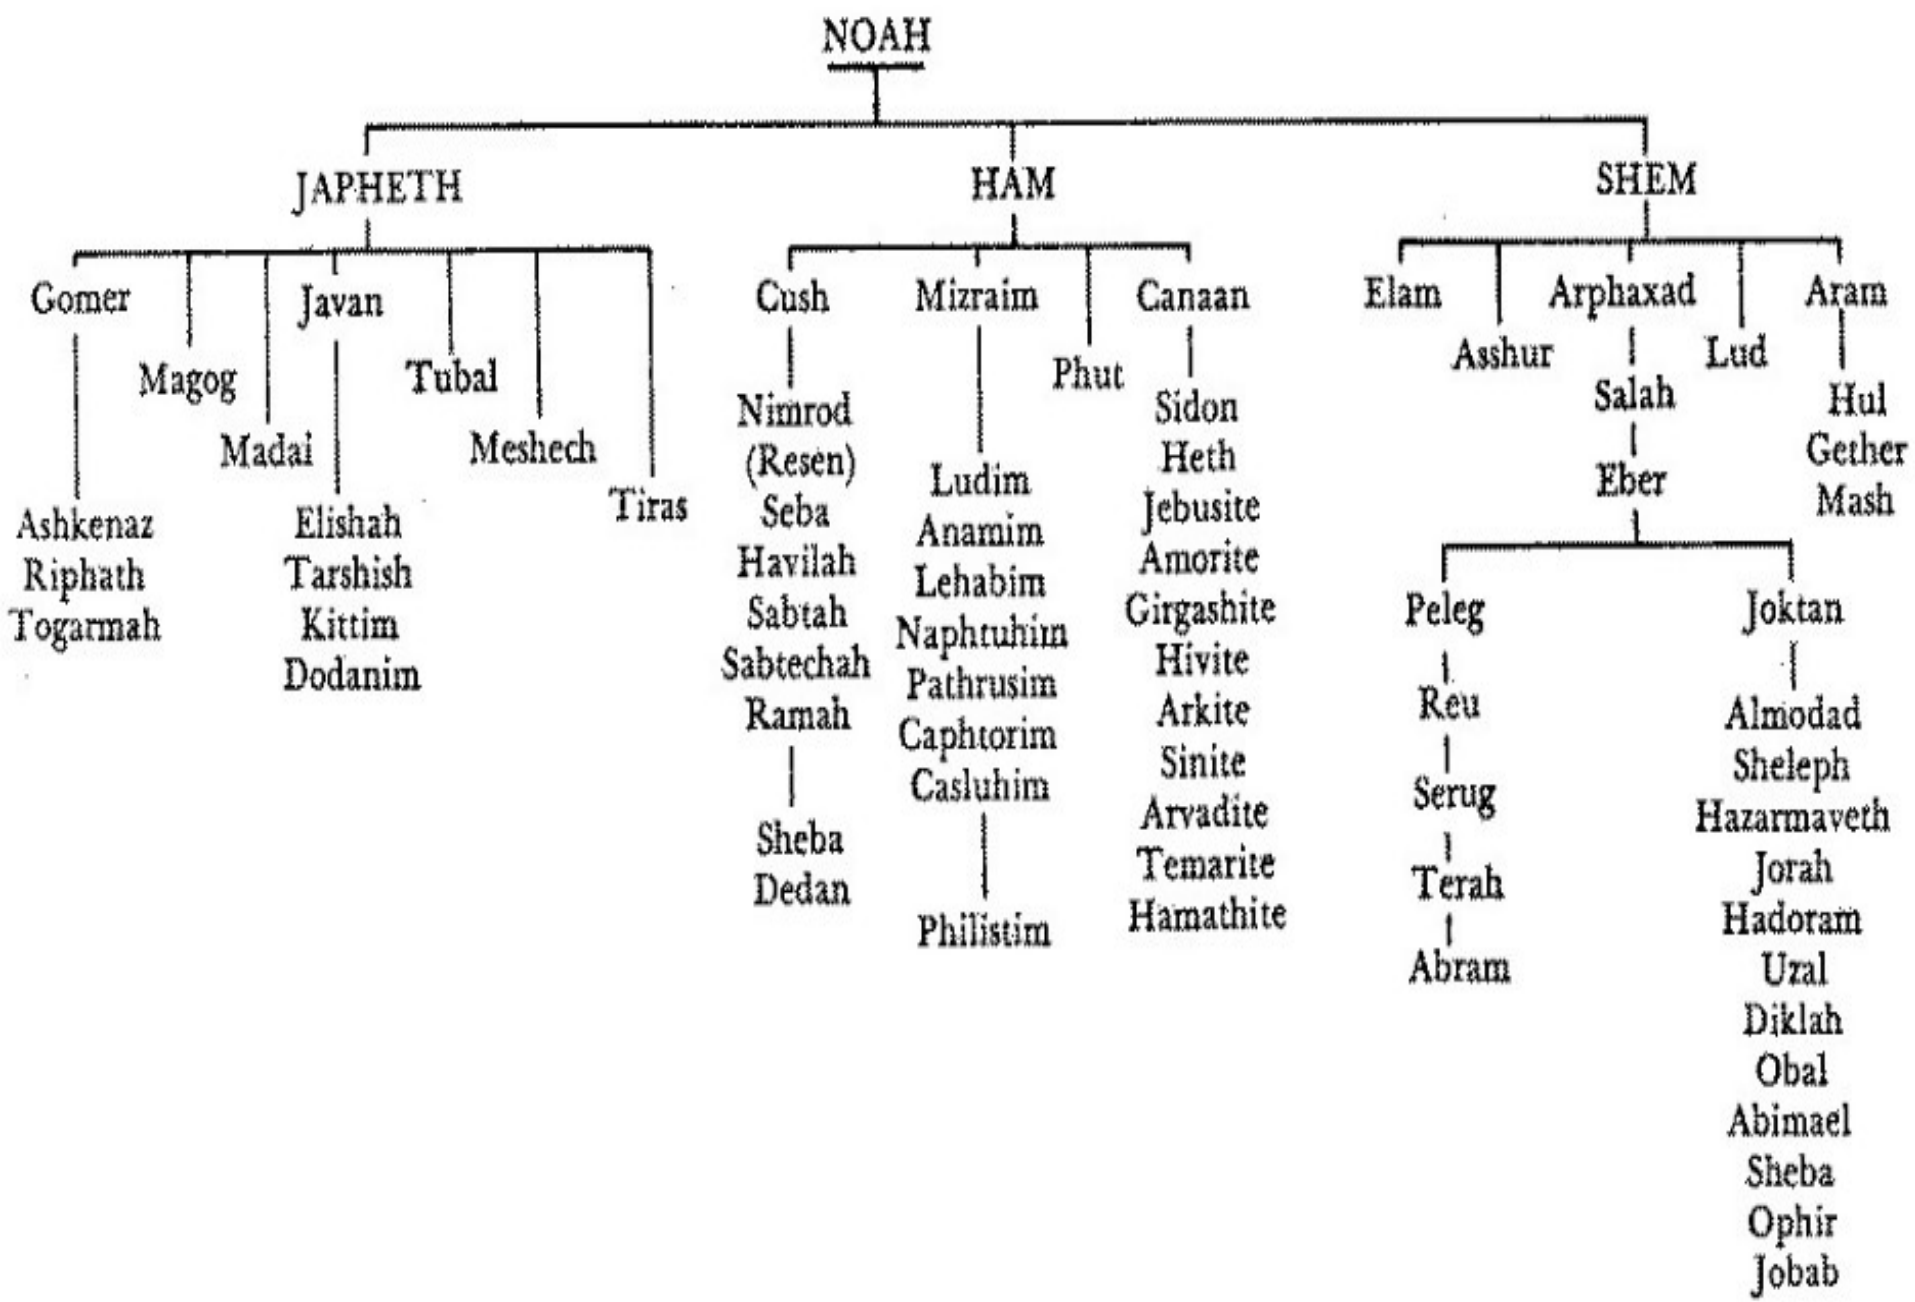 NOAH
JAPHETH
HAM
SHEM
Gomer
Magog
Madai
Javan
Tubal
Meshech
Tiras
Ashkenaz
Riphath
Togarmah
Elishah
Tarshish
Kittim
Dodanim
Cush
Mizraim
Phut
Canaan
Nimrod
(Resen)
Seba
Havilah
Sabtah
Sabtechah
Ramah
Sheba
Dedan
Ludim
Anamim
Lehabim
Naphtuhim
Pathrusim
Caphtorim
Casluhim
Philistim
Sidon
Heth
Jebusite
Amorite
Girgashite
Hivite
Arkite
Sinite
Arvadite
Temarite
Hamathite
Elam
Asshur
Arphaxad
Lud
Aram
Salah
Eber
Hul
Gether
Mash
Peleg
Reu
Serug
Terah
Abram
Joktan
Almodad
Sheleph
Hazarmaveth
Jorah
Hadoram
Uzal
Diklah
Obal
Abimael
Sheba
Ophir
Jobab